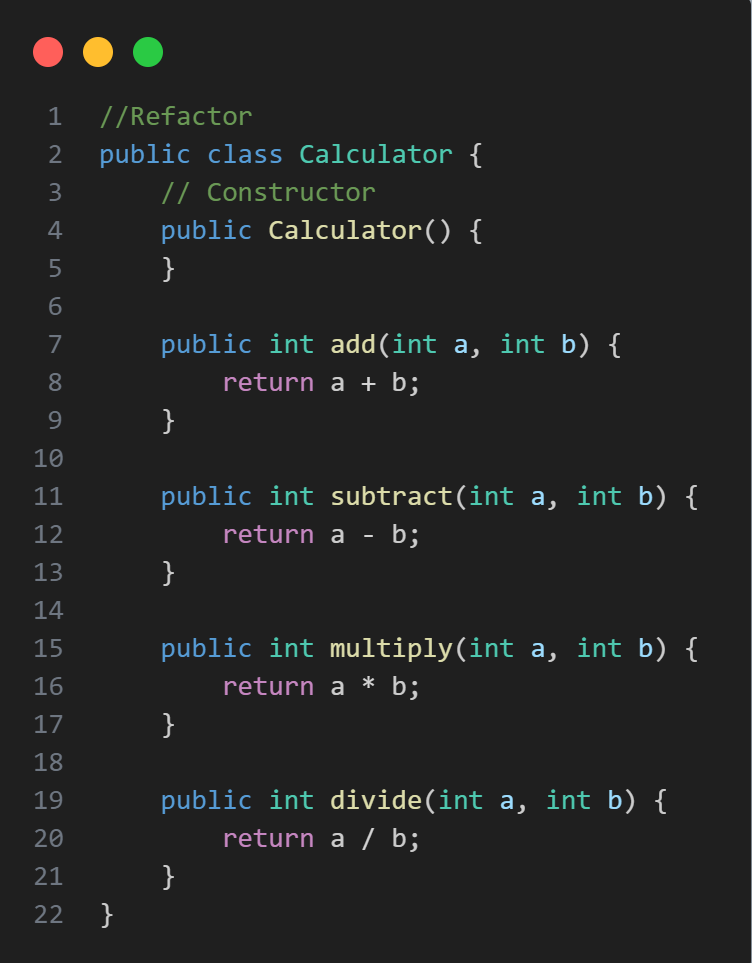 1 //Refactor
2 public class Calculator {
3     // Constructor
4     public Calculator() {
5     }
6
7     public int add(int a, int b) {
8         return a + b;
9     }
10
11     public int subtract(int a, int b) {
12         return a - b;
13     }
14
15     public int multiply(int a, int b) {
16         return a * b;
17     }
18
19     public int divide(int a, int b) {
20         return a / b;
21     }
22 }